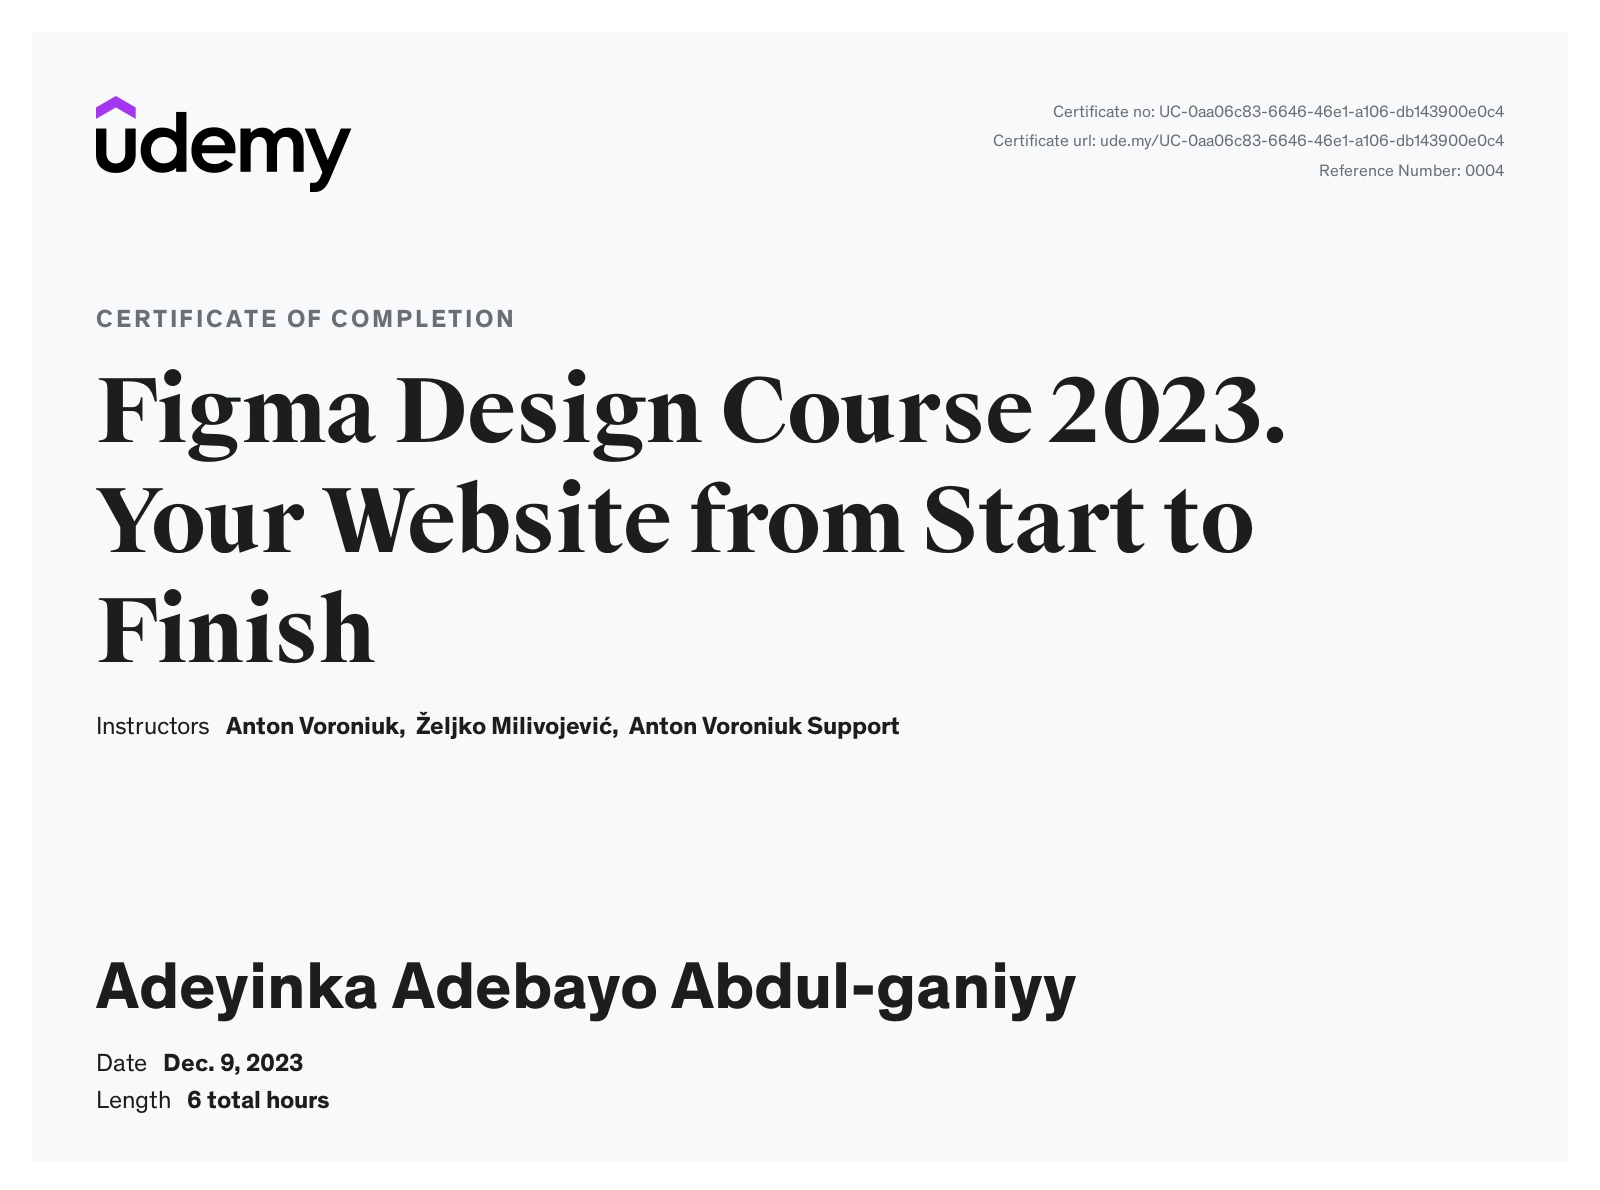 udemy
Certificate no: UC-0aa06c83-6646-46e1-a106-db143900e0c4
Certificate url: ude.my/UC-0aa06c83-6646-46e1-a106-db143900e0c4
Reference Number: 0004
CERTIFICATE OF COMPLETION
Figma Design Course 2023.
Your Website from Start to
Finish
Instructors Anton Voroniuk, Željko Milivojević, Anton Voroniuk Support
Adeyinka Adebayo Abdul-ganiyy
Date Dec. 9, 2023
Length 6 total hours